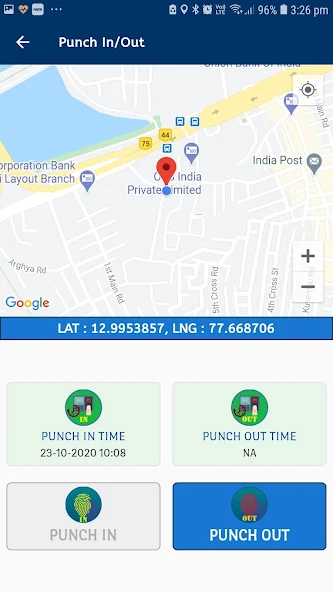 96% 3:26 pm
Punch In/Out
Union Bank Of India
Main Rd
44
75
orporation Bank
i Layout Branch
India
Private Limited
India Post
Arghya Rd
1st Main Rd
5th Cross Rd
4th Cross St
Google
LAT : 12.9953857, LNG : 77.668706
IN
OUT
PUNCH IN TIME
PUNCH OUT TIME
23-10-2020 10:08
NA
IN
OUT
PUNCH IN
PUNCH OUT